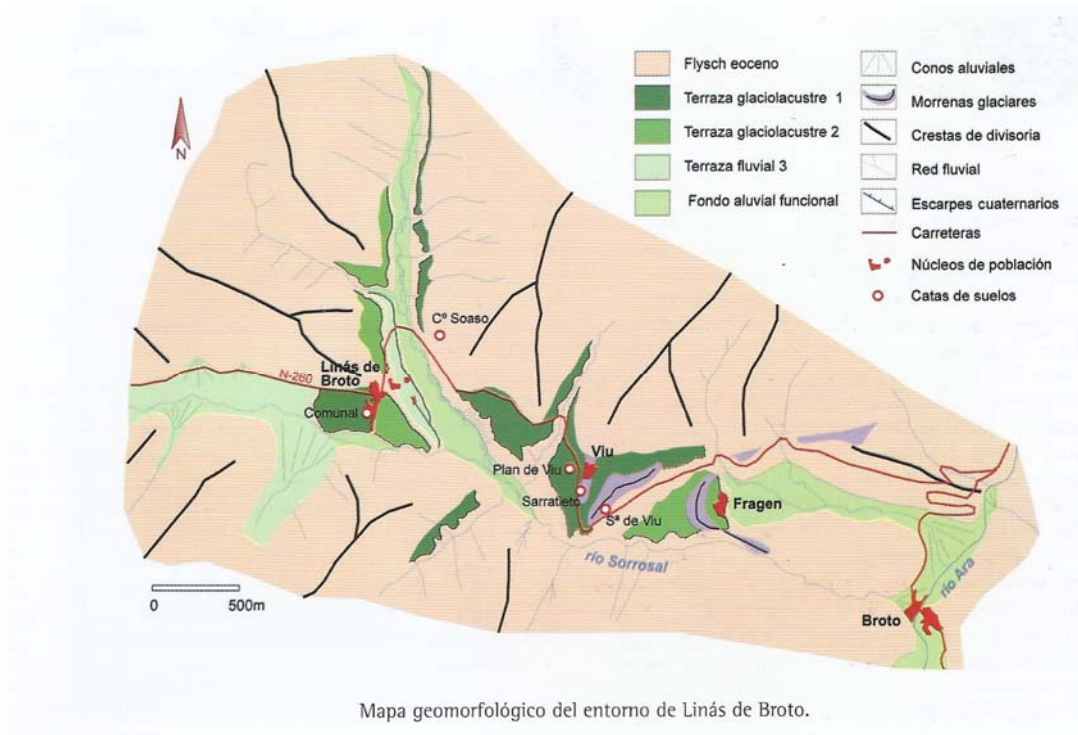 Flysch eoceno
Terraza glaciolacustre 1
Terraza glaciolacustre 2
Terraza fluvial 3
Fondo aluvial funcional
Conos aluviales
Morrenas glaciares
Crestas de divisoria
Red fluvial
Escarpes cuaternarios
Carreteras
Núcleos de población
Catas de suelos
N
Cº Soaso
Linás de
Broto
N-260
Comunal
Viu
Plan de Viu
Sarratieto
Sª de Viu
Fragen
río Sorrosal
río Ara
Broto
0 500m
Mapa geomorfológico del entorno de Linás de Broto.